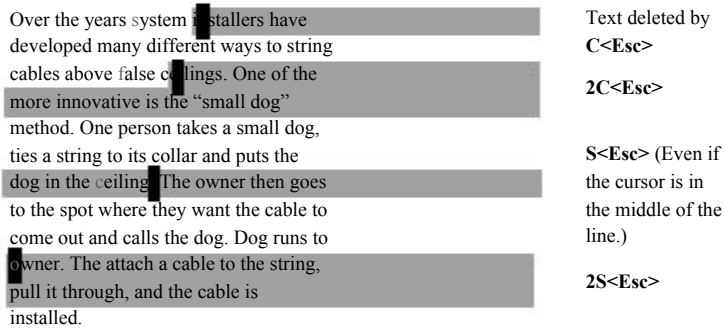 Over the years system installers have
developed many different ways to string
cables above false ceilings. One of the
more innovative is the “small dog”
method. One person takes a small dog,
ties a string to its collar and puts the
dog in the ceiling. The owner then goes
to the spot where they want the cable to
come out and calls the dog. Dog runs to
owner. The attach a cable to the string,
pull it through, and the cable is
installed.
Text deleted by
C<Esc>
2C<Esc>
S<Esc> (Even if
the cursor is in
the middle of the
line.)
2S<Esc>